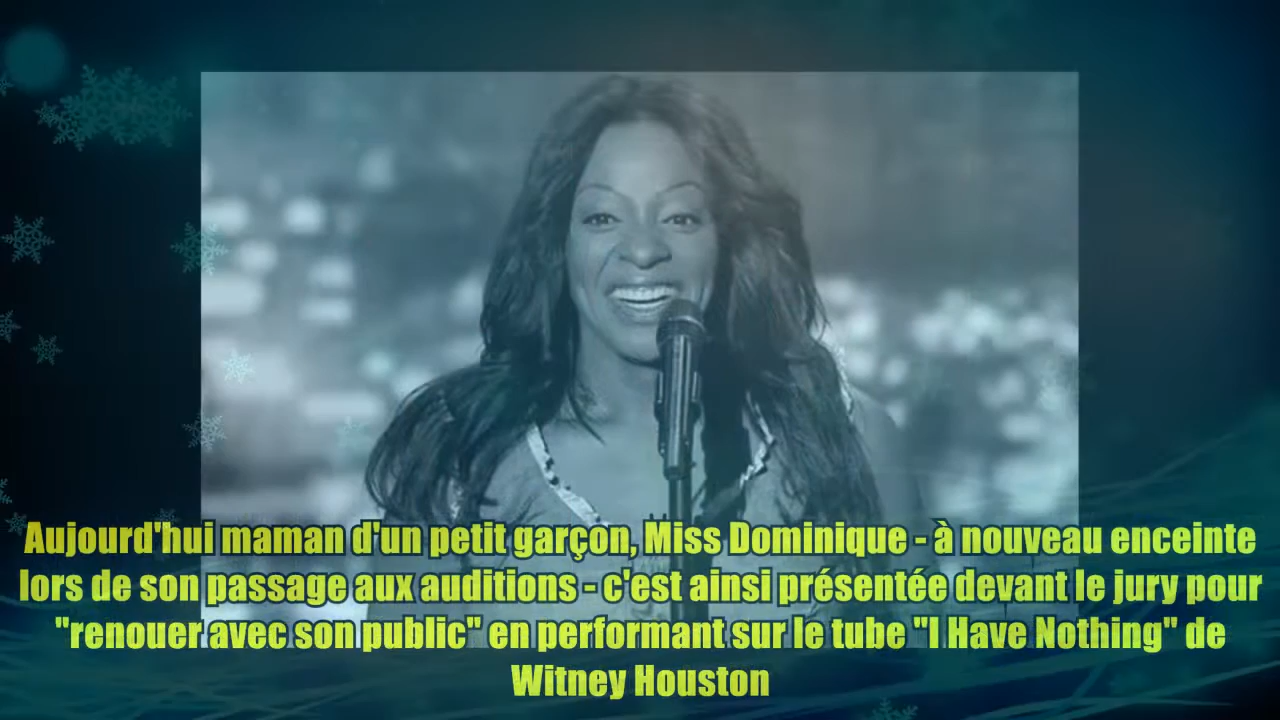 Aujourd'hui maman d'un petit garçon, Miss Dominique - à nouveau enceinte
lors de son passage aux auditions - c'est ainsi présentée devant le jury pour
"renouer avec son public" en performant sur le tube "I Have Nothing" de
Witney Houston